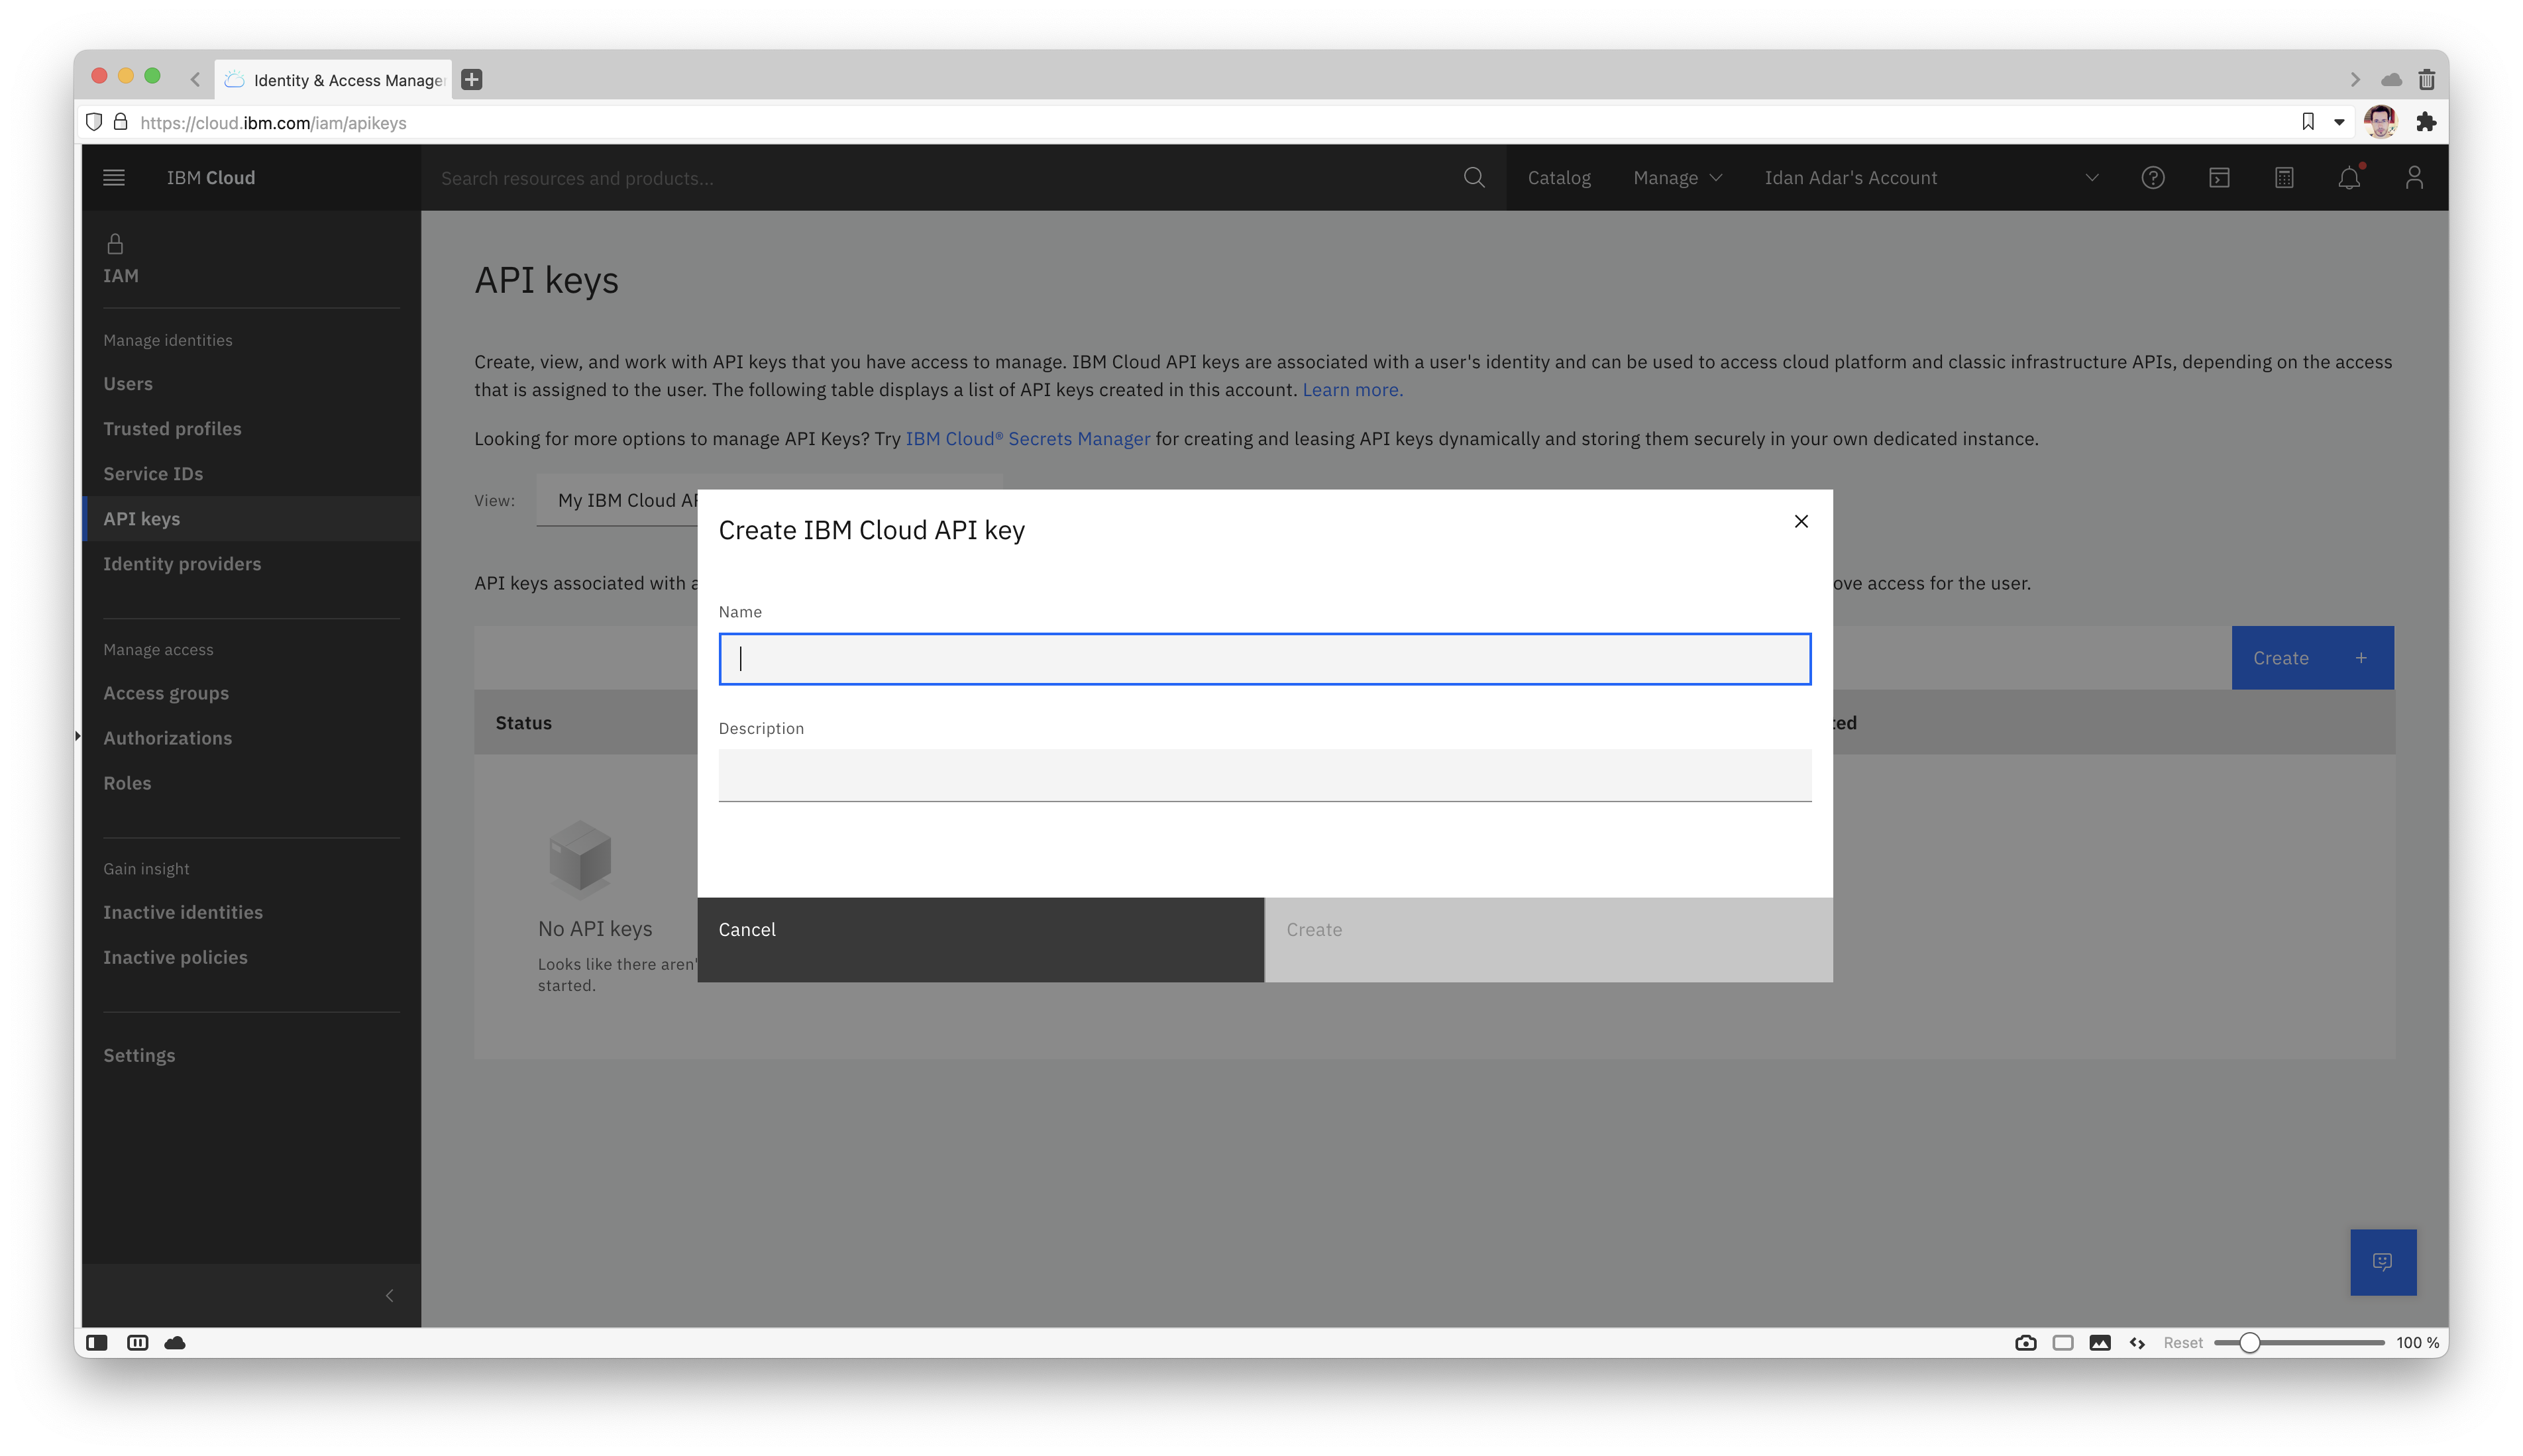 Identity & Access Manage
https://cloud.ibm.com/iam/apikeys
IBM Cloud
Search resources and products...
Catalog
Manage
Idan Adar's Account
IAM
Manage identities
Users
Trusted profiles
Service IDs
API keys
Identity providers
Manage access
Access groups
Authorizations
Roles
Gain insight
Inactive identities
Inactive policies
Settings
API keys
Create, view, and work with API keys that you have access to manage. IBM Cloud API keys are associated with a user's identity and can be used to access cloud platform and classic infrastructure APIs, depending on the access
that is assigned to the user. The following table displays a list of API keys created in this account. Learn more.
Looking for more options to manage API Keys? Try IBM Cloud® Secrets Manager for creating and leasing API keys dynamically and storing them securely in your own dedicated instance.
View:
My IBM Cloud
API keys associated with
ove access for the user.
Create
Status
ted
No API keys
Looks like there aren'
started.
Create IBM Cloud API key
Name
Description
Cancel
Create
Reset
100 %